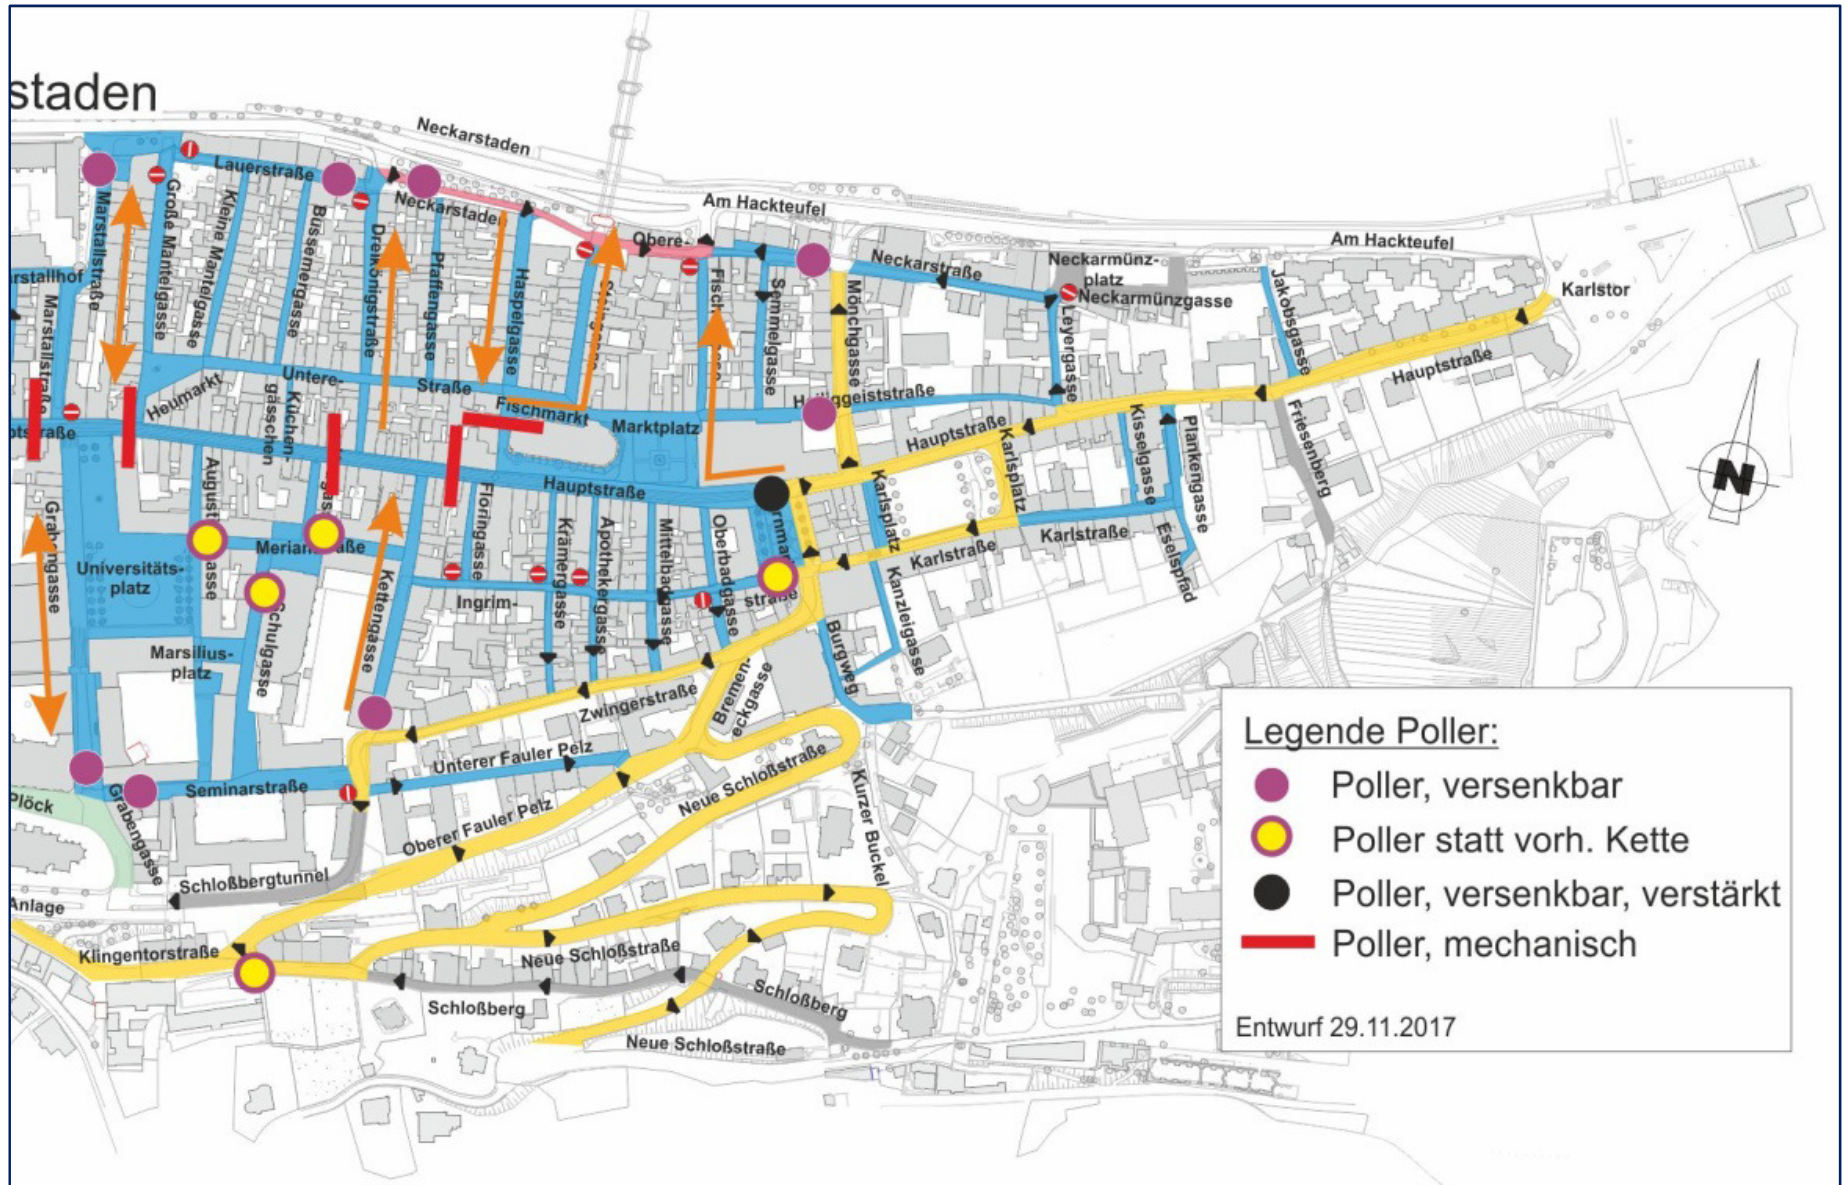 staden
Neckarstaden
Lauerstraße
Neckarstaden
Am Hackteufel
Obere-
Neckarstraße
Neckarmünz-
platz
Neckarmünzgasse
Am Hackteufel
Karlstor
Marstallstraße
Große Mantelgasse
Kleine Mantelgasse
Bussemergasse
Dreikönigstraße
Pfaffengasse
Haspelgasse
Semmelgasse
Mönchgasse
Leyergasse
Jakobsgasse
Marstallstraße
Heumarkt
Untere-
Straße
Fischmarkt
Marktplatz
Heiliggeiststraße
Hauptstraße
Hauptstraße
Küchen-
gässchen
Hauptstraße
Karlsplatz
Karlsplatz
Kisselgasse
Plankengasse
Friesenberg
Grabengasse
Universitäts-
platz
Kettengasse
Floringasse
Krämergasse
Apothekergasse
Mittelbadgasse
Oberbadgasse
Ingrim-
straße
Karlstraße
Karlstraße
Eselspfad
Kanzleigasse
Burgweg
Marsilius-
platz
Schulgasse
Zwingerstraße
Bremen-
eckgasse
Unterer Fauler Pelz
Seminarstraße
Plöck
Grabengasse
Oberer Fauler Pelz
Neue Schloßstraße
Kurzer Buckel
Schloßbergtunnel
Anlage
Klingentorstraße
Neue Schloßstraße
Schloßberg
Schloßberg
Neue Schloßstraße
N
Legende Poller:
Poller, versenkbar
Poller statt vorh. Kette
Poller, versenkbar, verstärkt
Poller, mechanisch
Entwurf 29.11.2017